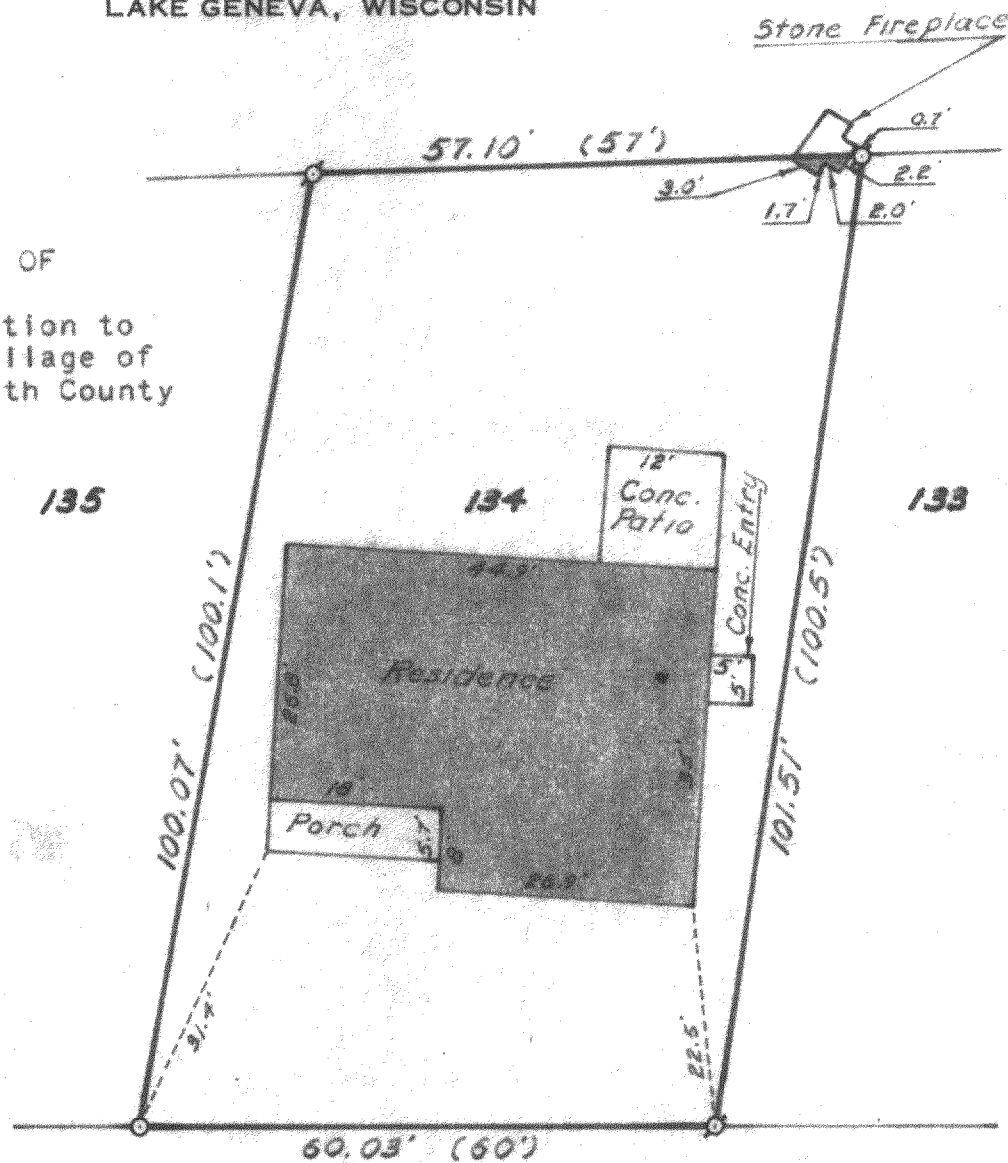 LAKE GENEVA, WISCONSIN
Stone Fireplace
57.10' (57')
0.7'
2.2'
3.0'
1.7'
2.0'
OF
tion to
llage of
th County
135
134
133
12'
Conc.
Patio
Conc. Entry
44.9'
(100.1')
(100.5')
Residence
5'
5'
18'
Porch
5.7'
8'
26.9'
100.07'
101.51'
31.4'
22.5'
60.03' (60')